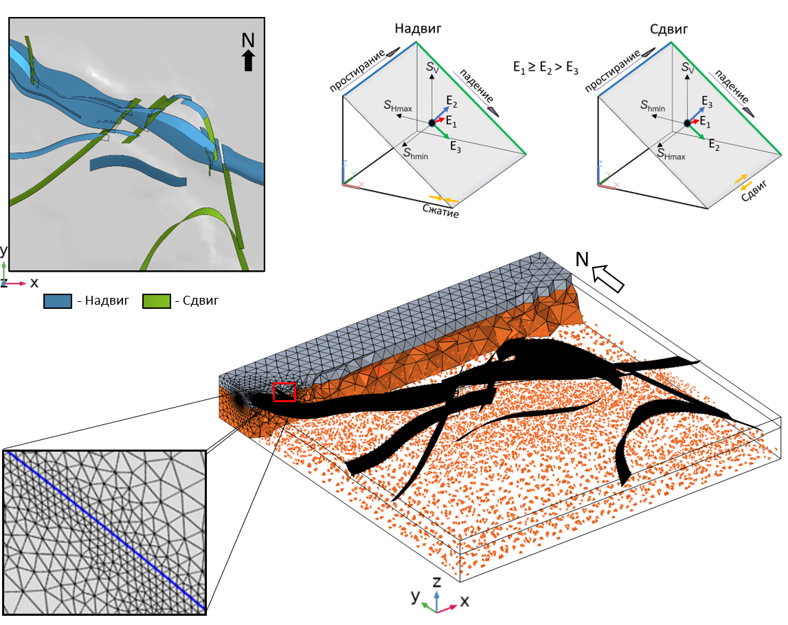 N
y
z x
- Надвиг
- Сдвиг
Надвиг
простирание
падение
SV
SHmax
Shmin
E2
E1
E3
Сжатие
z
x
E1 ≥ E2 > E3
Сдвиг
простирание
падение
SV
Shmin
SHmax
E3
E1
E2
Сдвиг
z
x
N
z
y x